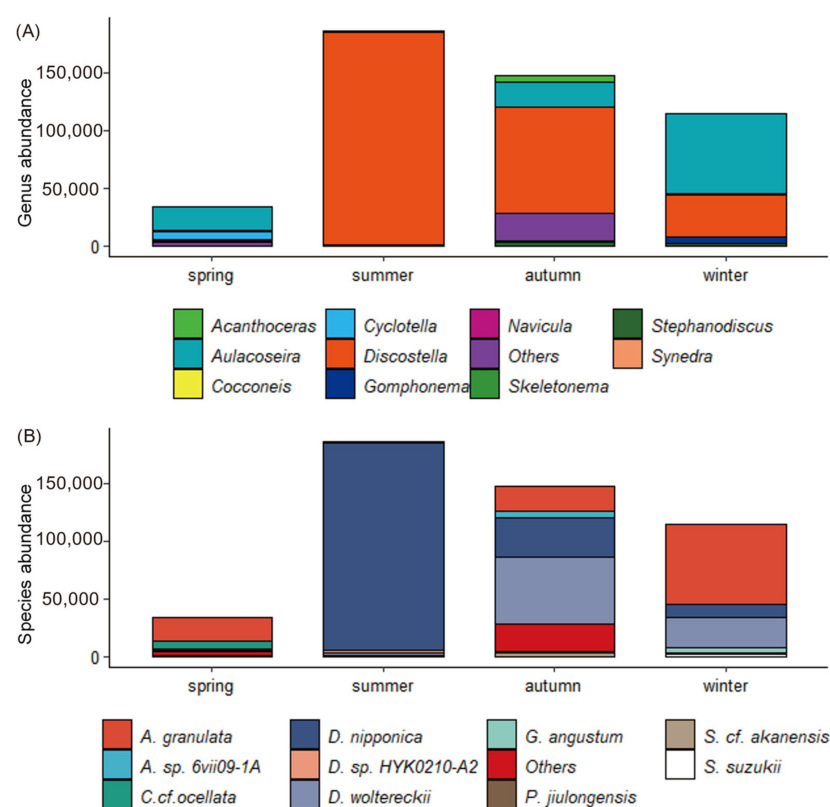 (A)
Genus abundance
150,000
100,000
50,000
0
spring summer autumn winter
Acanthoceras Cyclotella Navicula Stephanodiscus
Aulacoseira Discostella Others Synedra
Cocconeis Gomphonema Skeletonema
(B)
Species abundance
150,000
100,000
50,000
0
spring summer autumn winter
A. granulata D. nipponica G. angustum S. cf. akanensis
A. sp. 6vii09-1A D. sp. HYK0210-A2 Others S. suzukii
C.cf.ocellata D. woltereckii P. jiulongensis